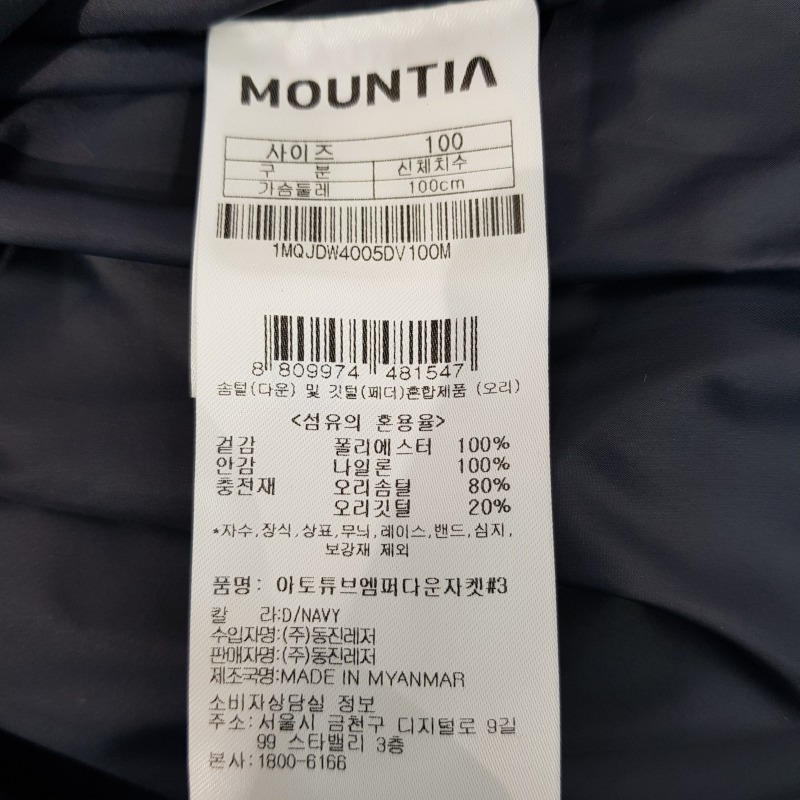 MOUNTIA
사이즈 100
구 분 신체치수
가슴둘레 100cm
1MQJDW4005DV100M
8 809974 481547
솜털(다운) 및 깃털(페더)혼합제품 (오리)
<섬유의 혼용율>
겉감 폴리에스터 100%
안감 나일론 100%
충전재 오리솜털 80%
오리깃털 20%
*자수,장식,상표,무늬,레이스,밴드,심지,
보강재 제외
품명: 아토튜브엠퍼다운자켓#3
칼 라:D/NAVY
수입자명:(주)동진레저
판매자명:(주)동진레저
제조국명:MADE IN MYANMAR
소비자상담실 정보
주소:서울시 금천구 디지털로 9길
99 스타밸리 3층
본사:1800-6166